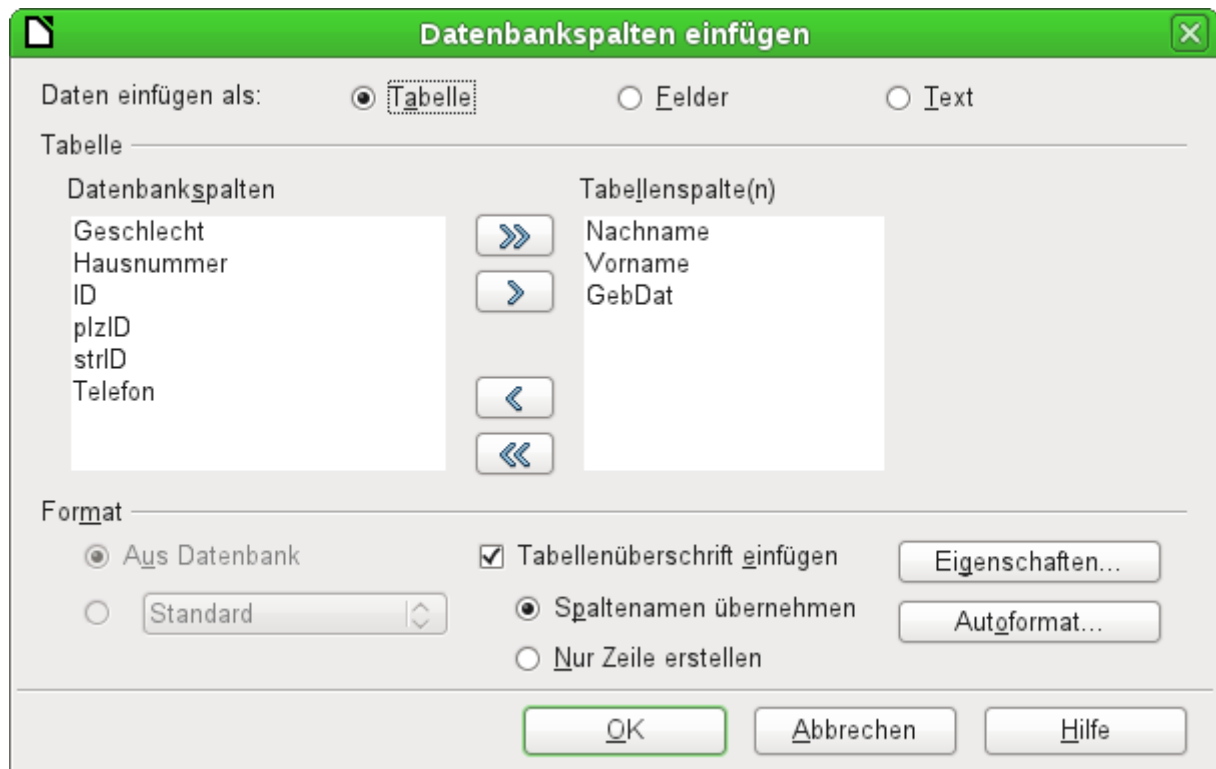 Datenbankspalten einfügen
Daten einfügen als: Tabelle Felder Text
Tabelle
Datenbankspalten Tabellenspalte(n)
Geschlecht
Hausnummer
ID
plzID
strID
Telefon
Nachname
Vorname
GebDat
Format
Aus Datenbank
Standard
Tabellenüberschrift einfügen
Spaltenamen übernehmen
Nur Zeile erstellen
Eigenschaften...
Autoformat...
OK Abbrechen Hilfe